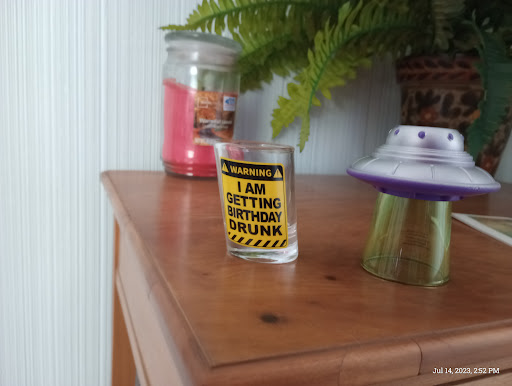 WARNING
I AM
GETTING
BIRTHDAY
DRUNK
Jul 14, 2023, 2:52 PM